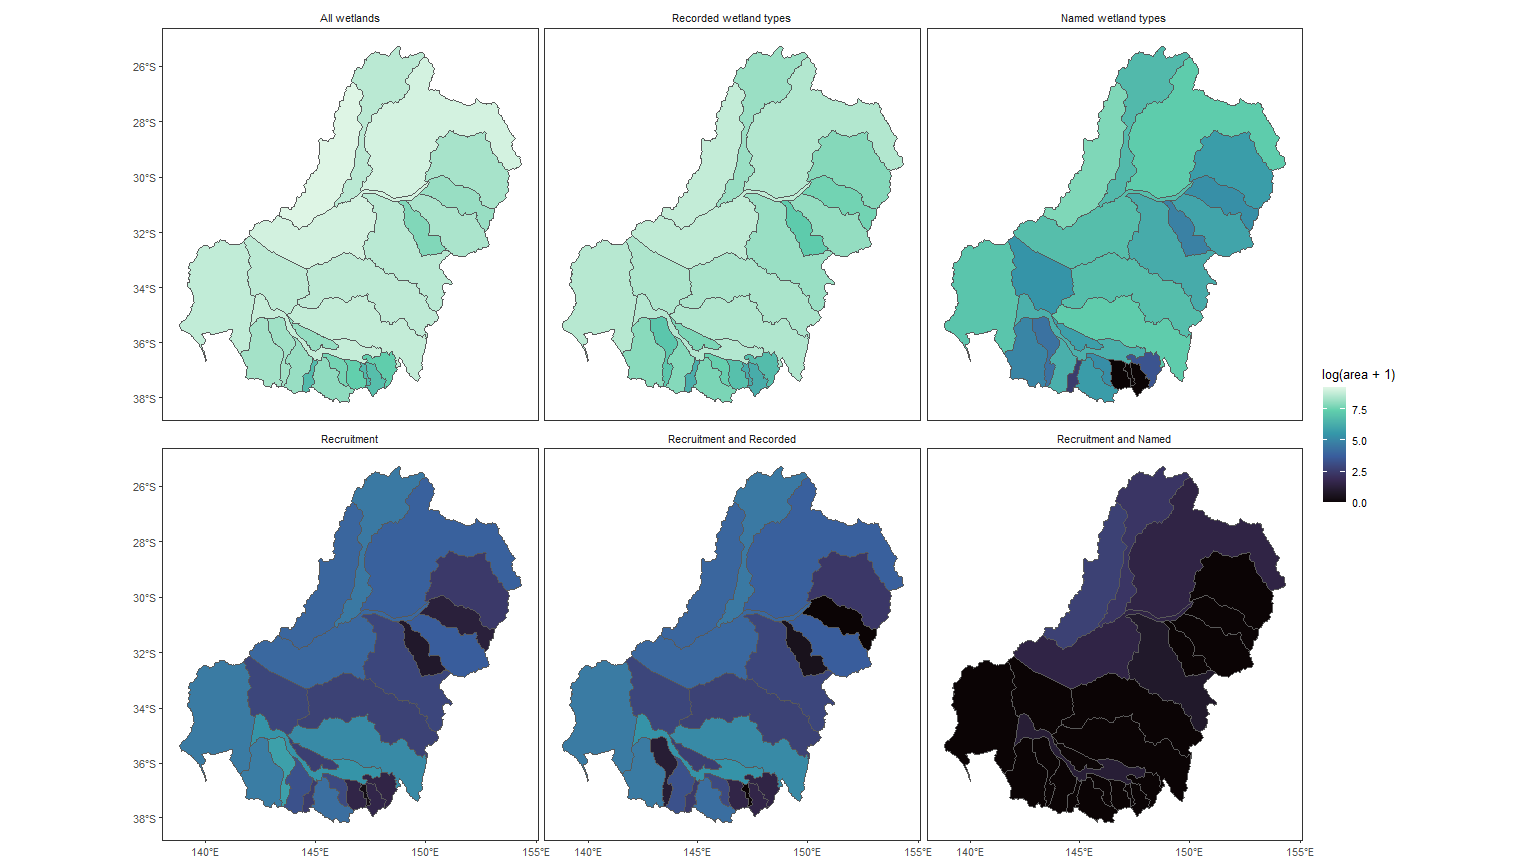 All wetlands
Recorded wetland types
Named wetland types
26°S
28°S
30°S
32°S
34°S
36°S
38°S
log(area + 1)
7.5
5.0
2.5
0.0
Recruitment
Recruitment and Recorded
Recruitment and Named
26°S
28°S
30°S
32°S
34°S
36°S
38°S
140°E 145°E 150°E 155°E 140°E 145°E 150°E 155°E 140°E 145°E 150°E 155°E